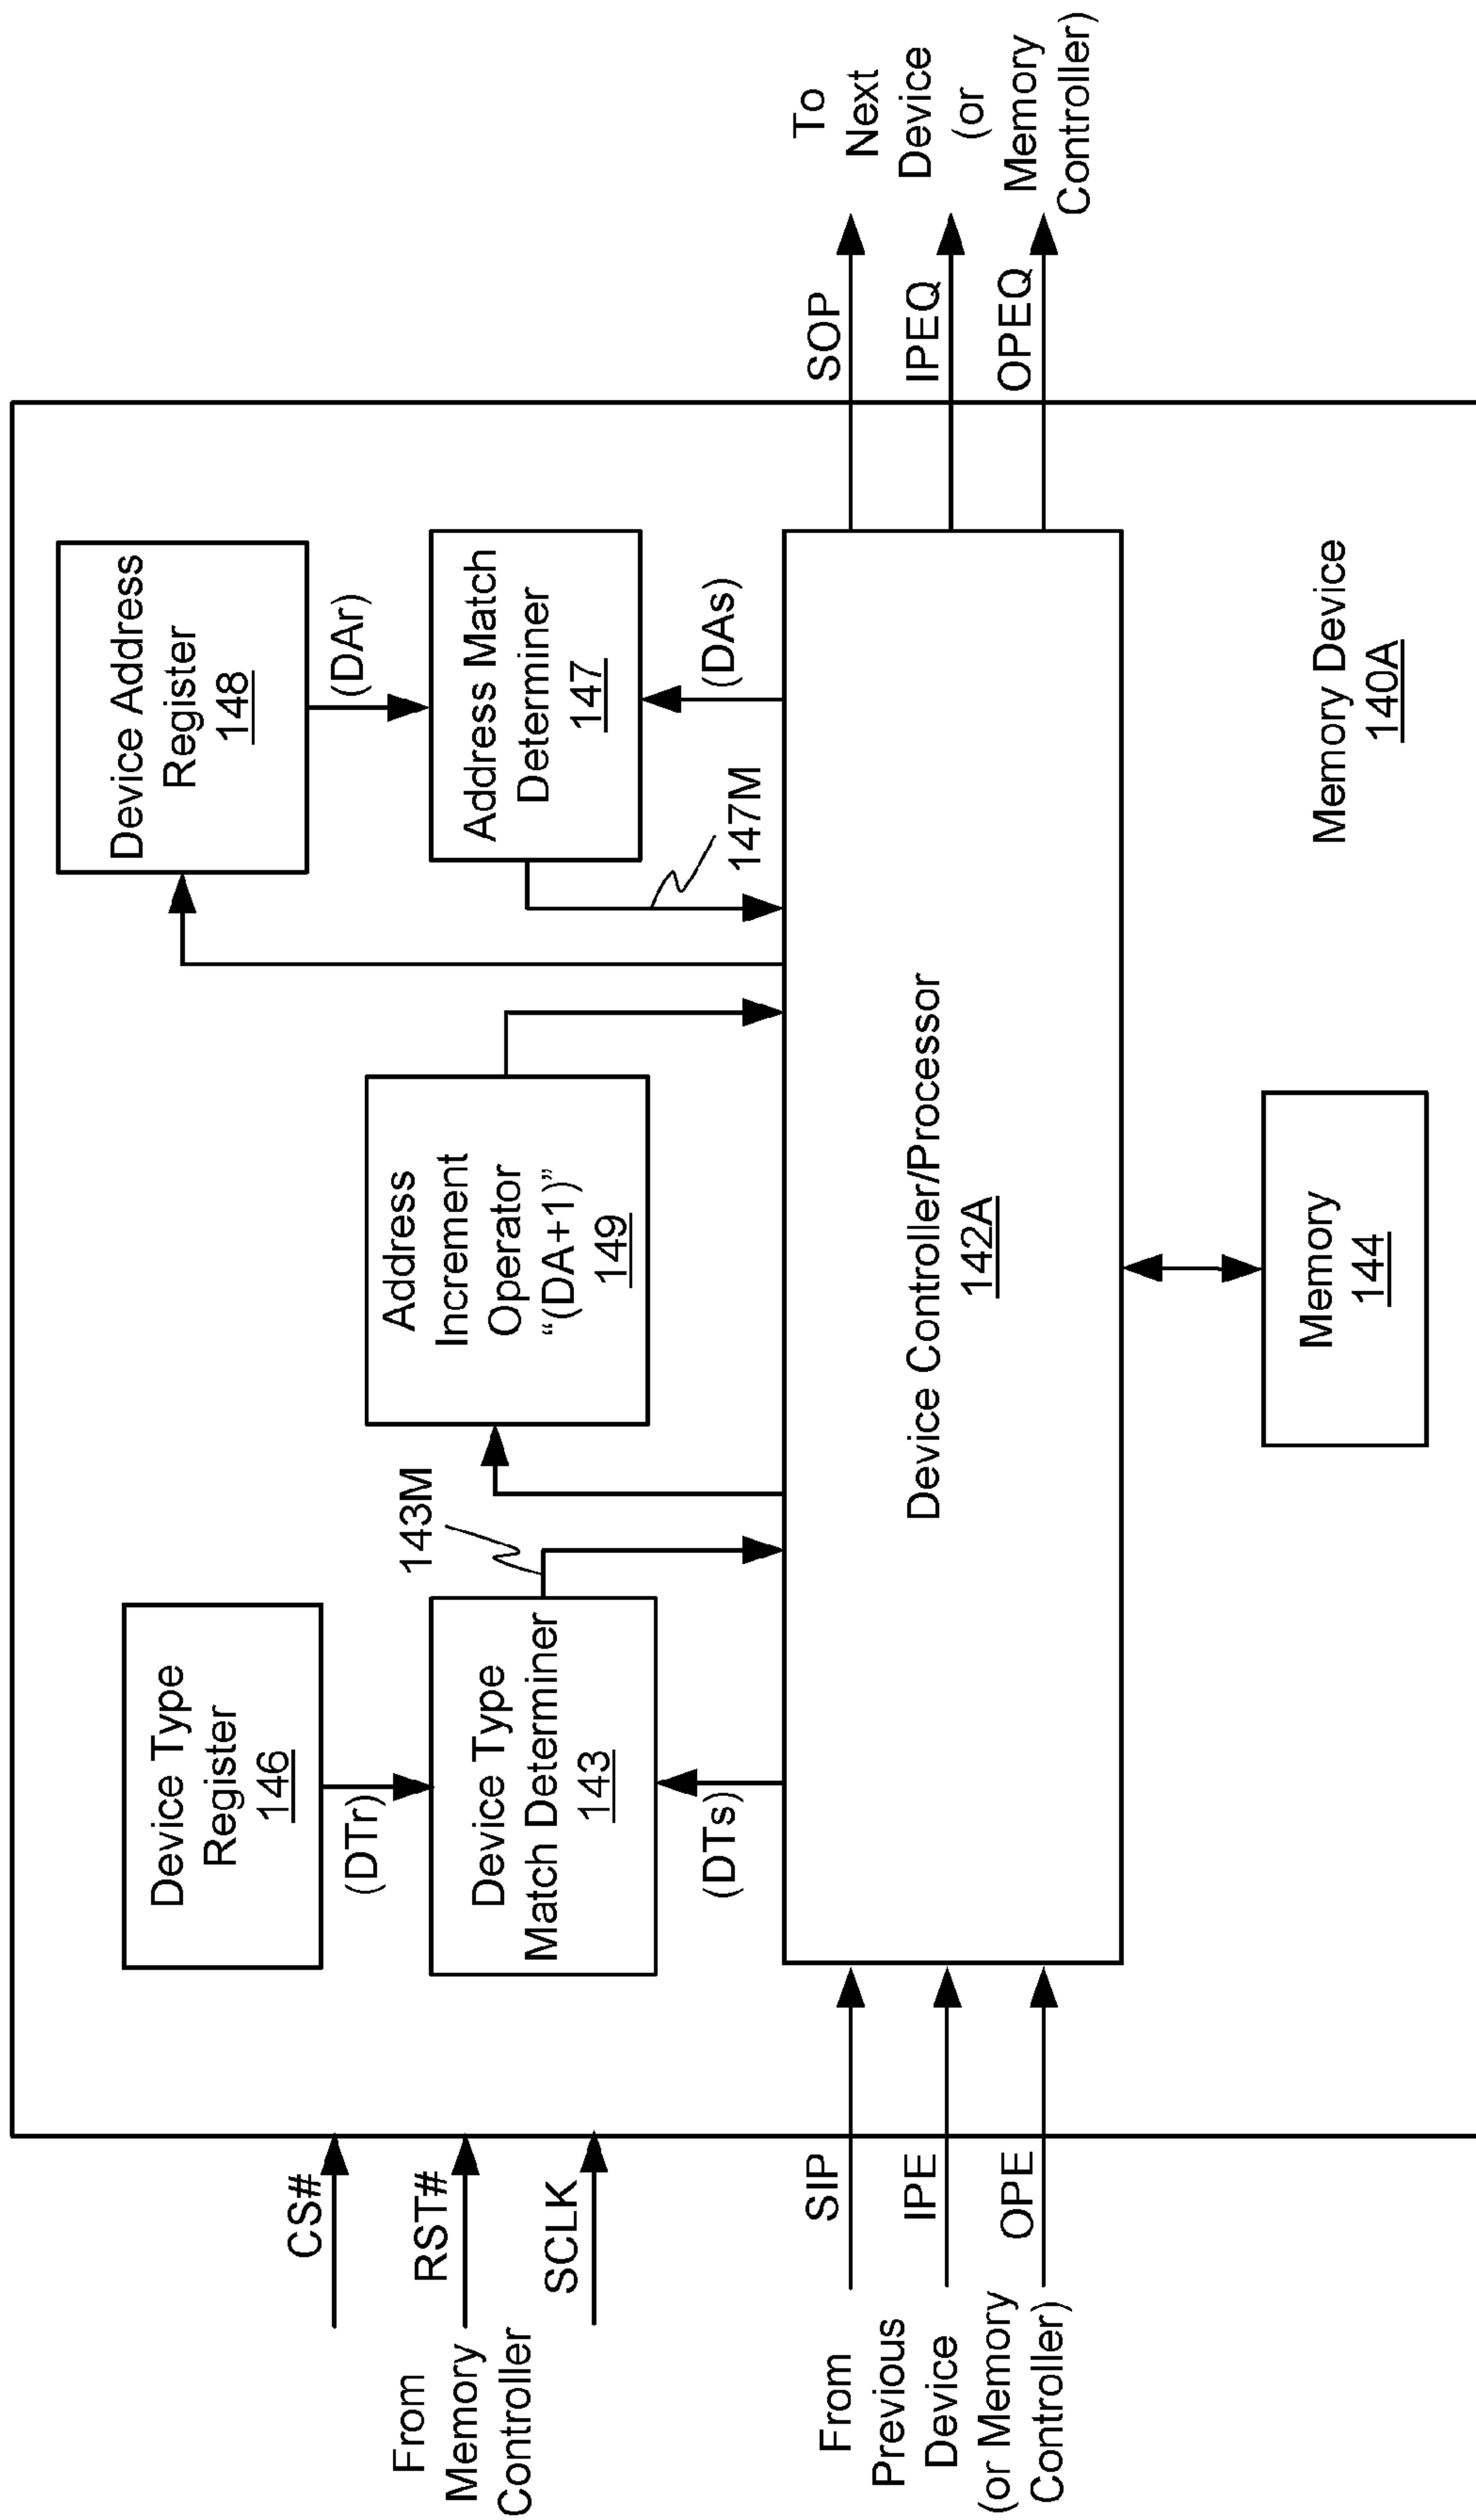 CS#
From
Memory
Controller
RST#
SCLK
From
Previous
Device
(or Memory
Controller)
SIP
IPE
OPE
Device Type
Register
146
(DTr)
Device Type
Match Determiner
143
(DTs)
143M
Address
Increment
Operator
“(DA+1)”
149
Device Address
Register
148
(DAr)
Address Match
Determiner
147
(DAs)
147M
Device Controller/Processor
142A
Memory
144
Memory Device
140A
SOP
IPEQ
OPEQ
To
Next
Device
(or
Memory
Controller)